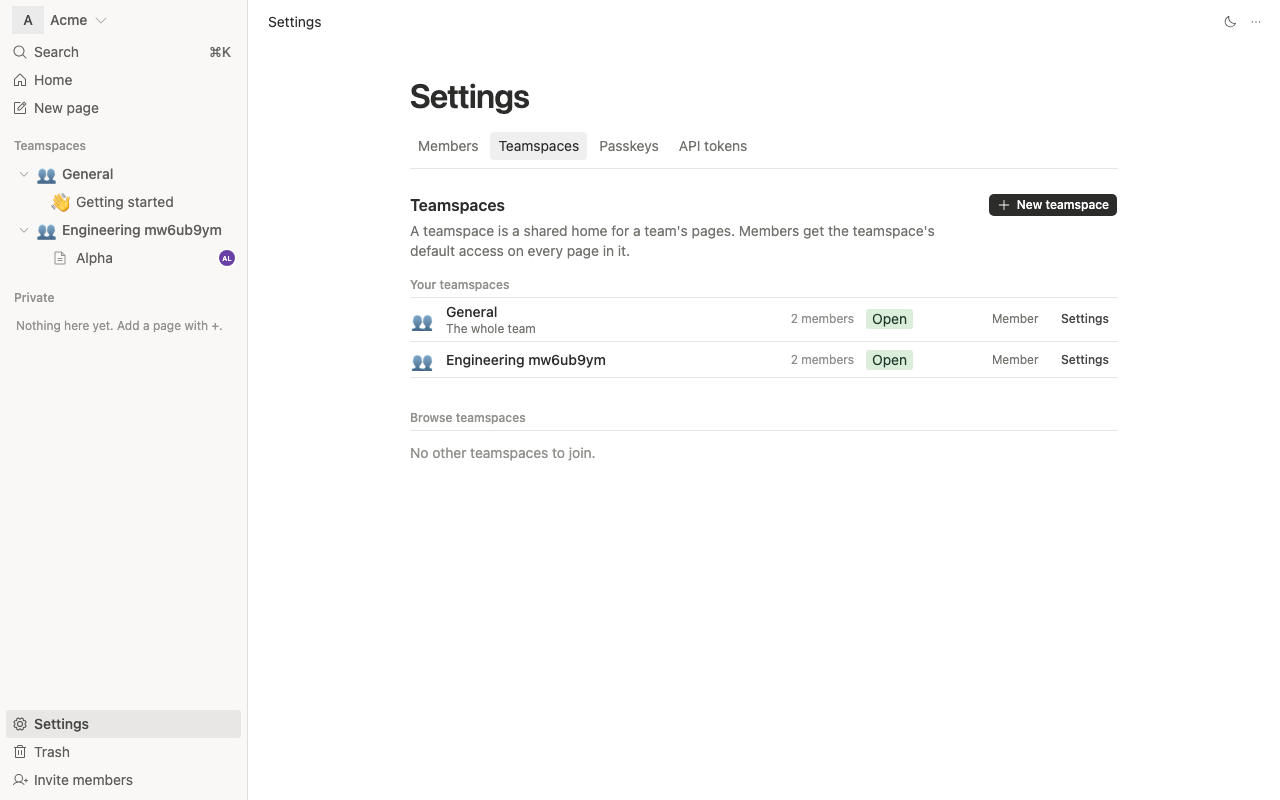 A Acme
Search ⌘K
Home
New page
Teamspaces
General
Getting started
Engineering mw6ub9ym
Alpha AL
Private
Nothing here yet. Add a page with +.
Settings
Trash
Invite members
Settings
Settings
Members Teamspaces Passkeys API tokens
Teamspaces
+ New teamspace
A teamspace is a shared home for a team's pages. Members get the teamspace's
default access on every page in it.
Your teamspaces
General
The whole team
2 members Open Member Settings
Engineering mw6ub9ym 2 members Open Member Settings
Browse teamspaces
No other teamspaces to join.